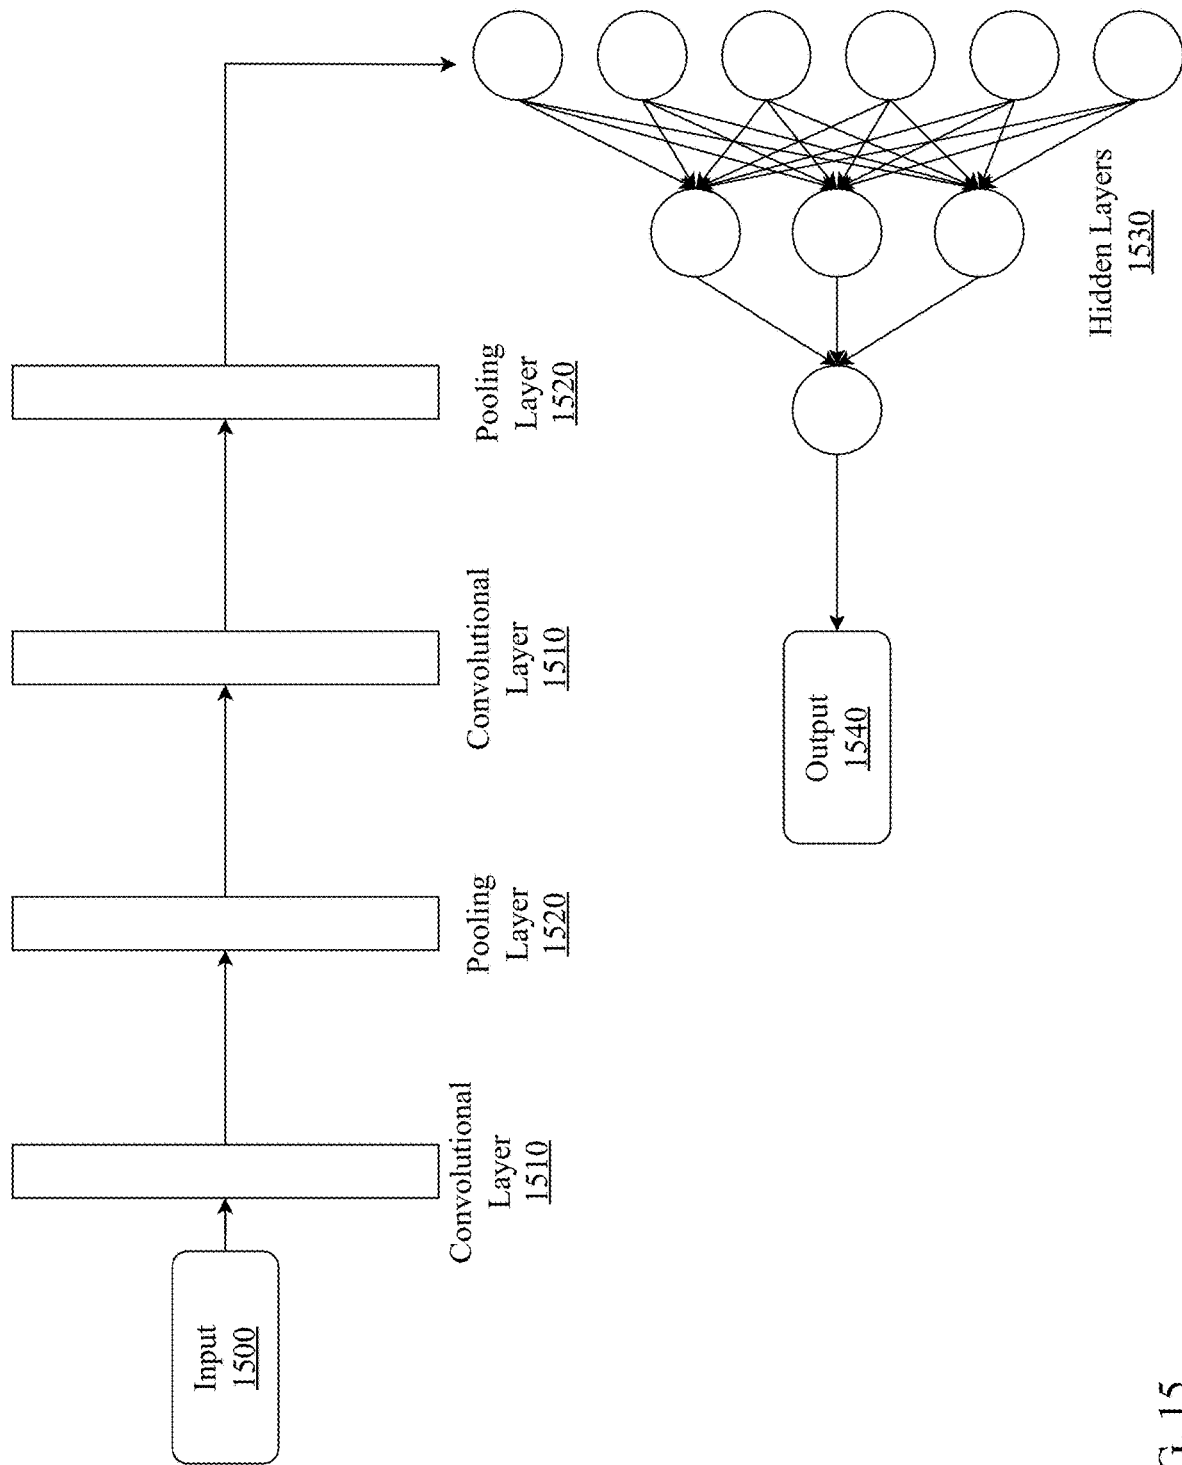 Input
1500
Convolutional
Layer
1510
Pooling
Layer
1520
Convolutional
Layer
1510
Pooling
Layer
1520
Hidden Layers
1530
Output
1540
15